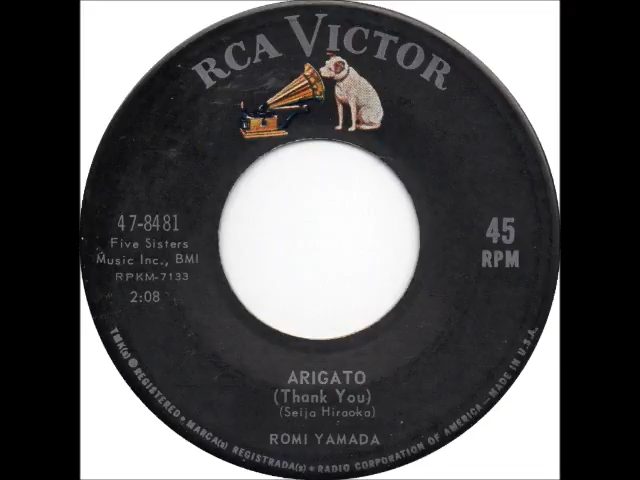 RCA VICTOR
47-8481
Five Sisters
Music Inc., BMI
RPKM-7133
2:08
45
RPM
ARIGATO
(Thank You)
(Seija Hiraoka)
ROMI YAMADA
TMK(s) ® REGISTERED • MARCA(s) REGISTRADA(s) • RADIO CORPORATION OF AMERICA—MADE IN U.S.A.